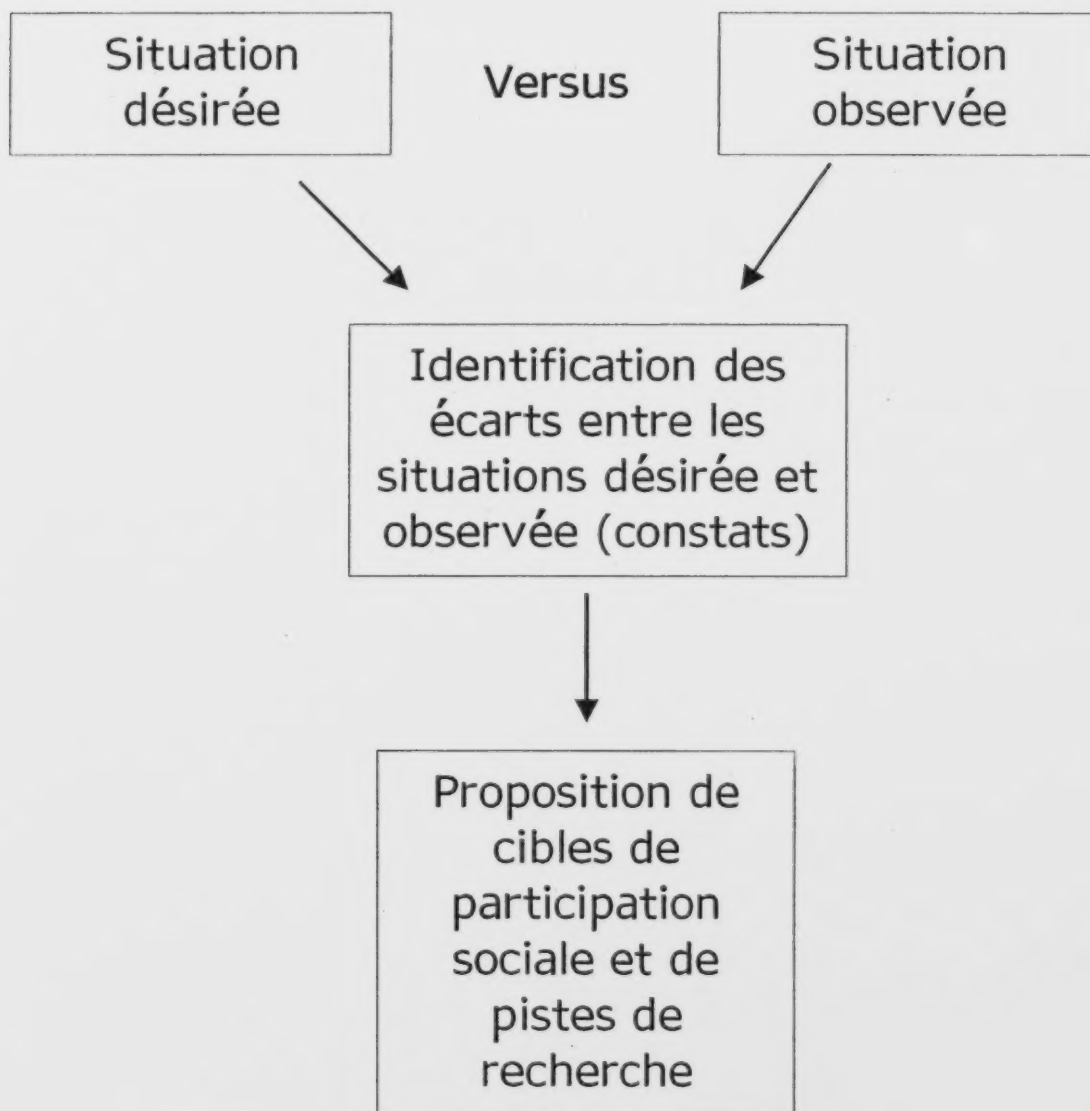 Situation
désirée
Versus
Situation
observée
Identification des
écarts entre les
situations désirée et
observée (constats)
Proposition de
cibles de
participation
sociale et de
pistes de
recherche